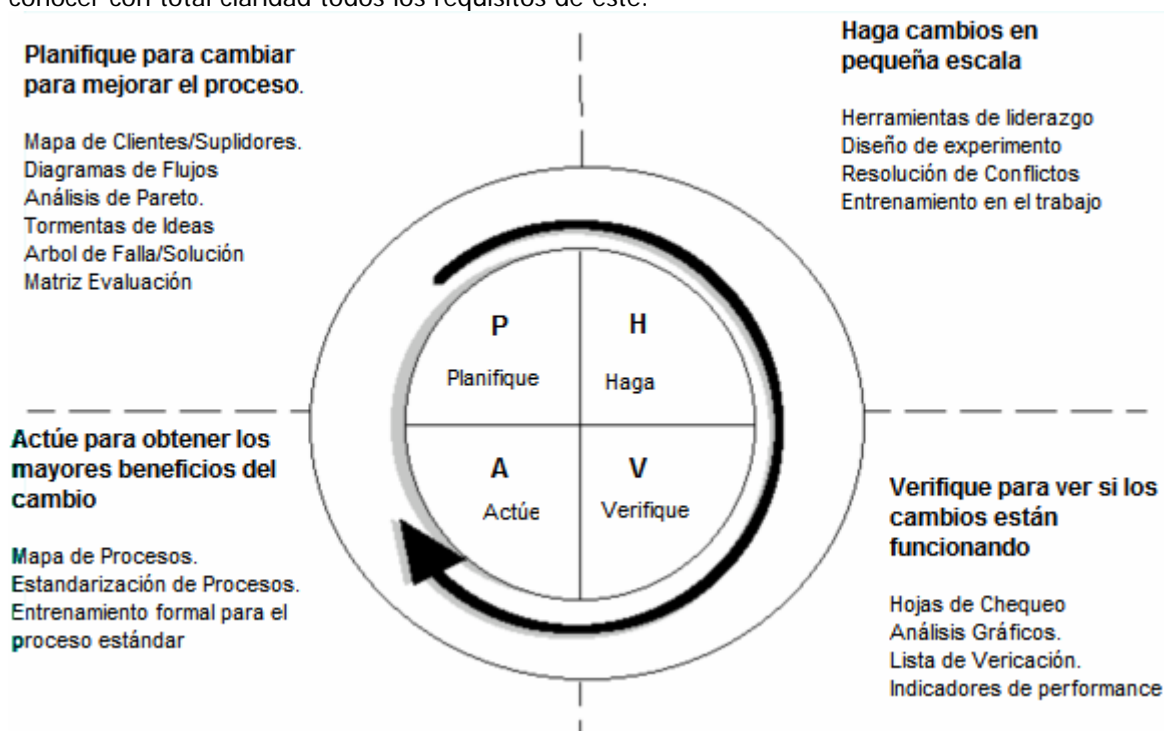 conocer con total claridad todos los requisitos de este.
Planifique para cambiar
para mejorar el proceso.
Mapa de Clientes/Suplidores.
Diagramas de Flujos
Análisis de Pareto.
Tormentas de Ideas
Arbol de Falla/Solución
Matriz Evaluación
Haga cambios en
pequeña escala
Herramientas de liderazgo
Diseño de experimento
Resolución de Conflictos
Entrenamiento en el trabajo
P
Planifique
H
Haga
A
Actúe
V
Verifique
Actúe para obtener los
mayores beneficios del
cambio
Mapa de Procesos.
Estandarización de Procesos.
Entrenamiento formal para el
proceso estándar
Verifique para ver si los
cambios están
funcionando
Hojas de Chequeo
Análisis Gráficos.
Lista de Vericación.
Indicadores de performance